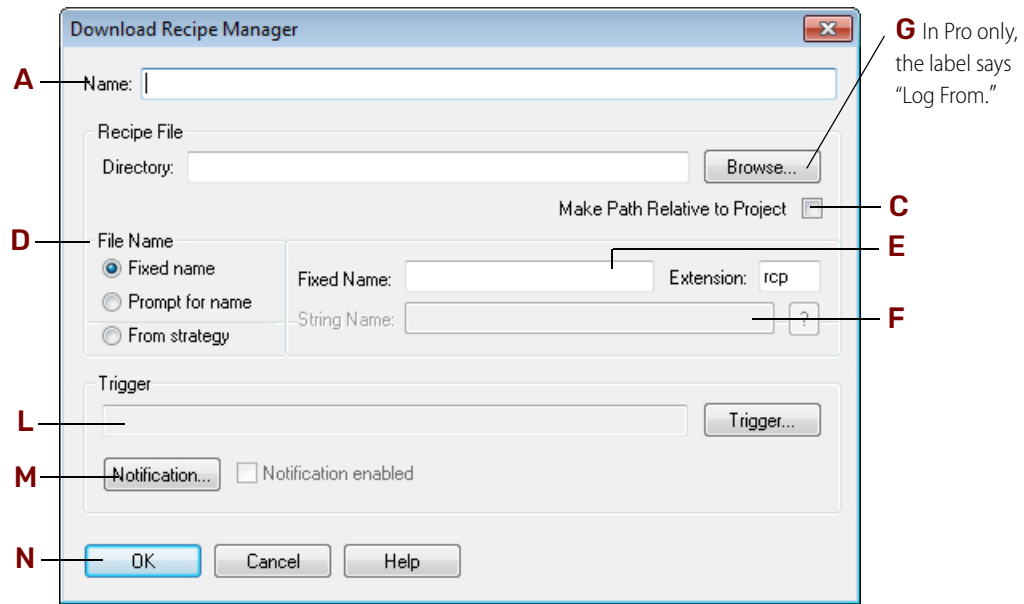 Download Recipe Manager
G In Pro only,
the label says
“Log From.”
A
Name:
Recipe File
Directory:
Browse...
Make Path Relative to Project
C
D
File Name
E
Fixed name
Fixed Name:
Extension: rcp
Prompt for name
String Name:
?
F
From strategy
Trigger
L
Trigger...
M
Notification...
Notification enabled
N
OK
Cancel
Help